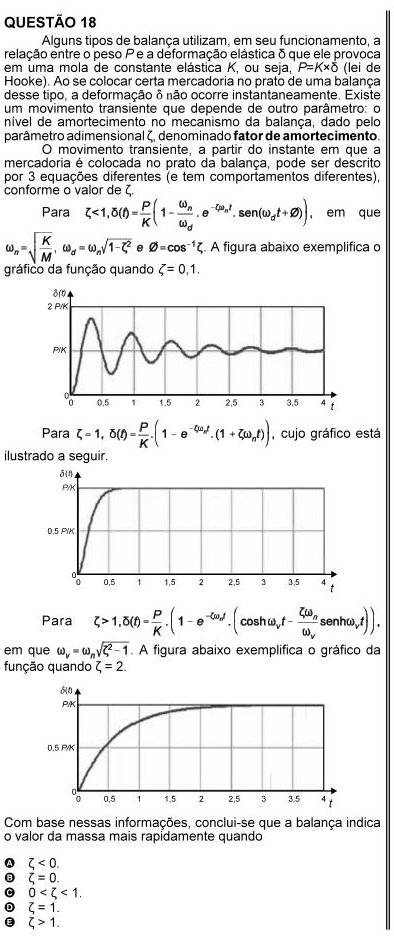 QUESTÃO 18
Alguns tipos de balança utilizam, em seu funcionamento, a
relação entre o peso P e a deformação elástica δ que ele provoca
em uma mola de constante elástica K, ou seja, P=K×δ (lei de
Hooke). Ao se colocar certa mercadoria no prato de uma balança
desse tipo, a deformação δ não ocorre instantaneamente. Existe
um movimento transiente que depende de outro parâmetro: o
nível de amortecimento no mecanismo da balança, dado pelo
parâmetro adimensional ζ, denominado fator de amortecimento.
O movimento transiente, a partir do instante em que a
mercadoria é colocada no prato da balança, pode ser descrito
por 3 equações diferentes (e tem comportamentos diferentes),
conforme o valor de ζ.
Para ζ<1, δ(t)=P/K(1-ωn/ωd . e^-ζωnt. sen(ωdt+Ø)), em que
ωn=√K/M, ωd=ωn√1-ζ² e Ø=cos⁻¹ζ. A figura abaixo exemplifica o
gráfico da função quando ζ= 0,1.
δ(t)
2 P/K
P/K
0
0 0,5 1 1,5 2 2,5 3 3,5 4 t
Para ζ = 1, δ(t)=P/K.(1 - e^-ζωnt.(1 + ζωnt)), cujo gráfico está
ilustrado a seguir.
δ(t)
P/K
0,5 P/K
0
0 0,5 1 1,5 2 2,5 3 3,5 4 t
Para ζ> 1, δ(t)=P/K.(1 - e^-ζωnt.(cosh ωvt - ζωn/ωv senhωvt)),
em que ωv=ωn√ζ²-1. A figura abaixo exemplifica o gráfico da
função quando ζ = 2.
δ(t)
P/K
0,5 P/K
0
0 0,5 1 1,5 2 2,5 3 3,5 4 t
Com base nessas informações, conclui-se que a balança indica
o valor da massa mais rapidamente quando
A ζ < 0.
B ζ = 0.
C 0 < ζ < 1.
D ζ = 1.
E ζ > 1.